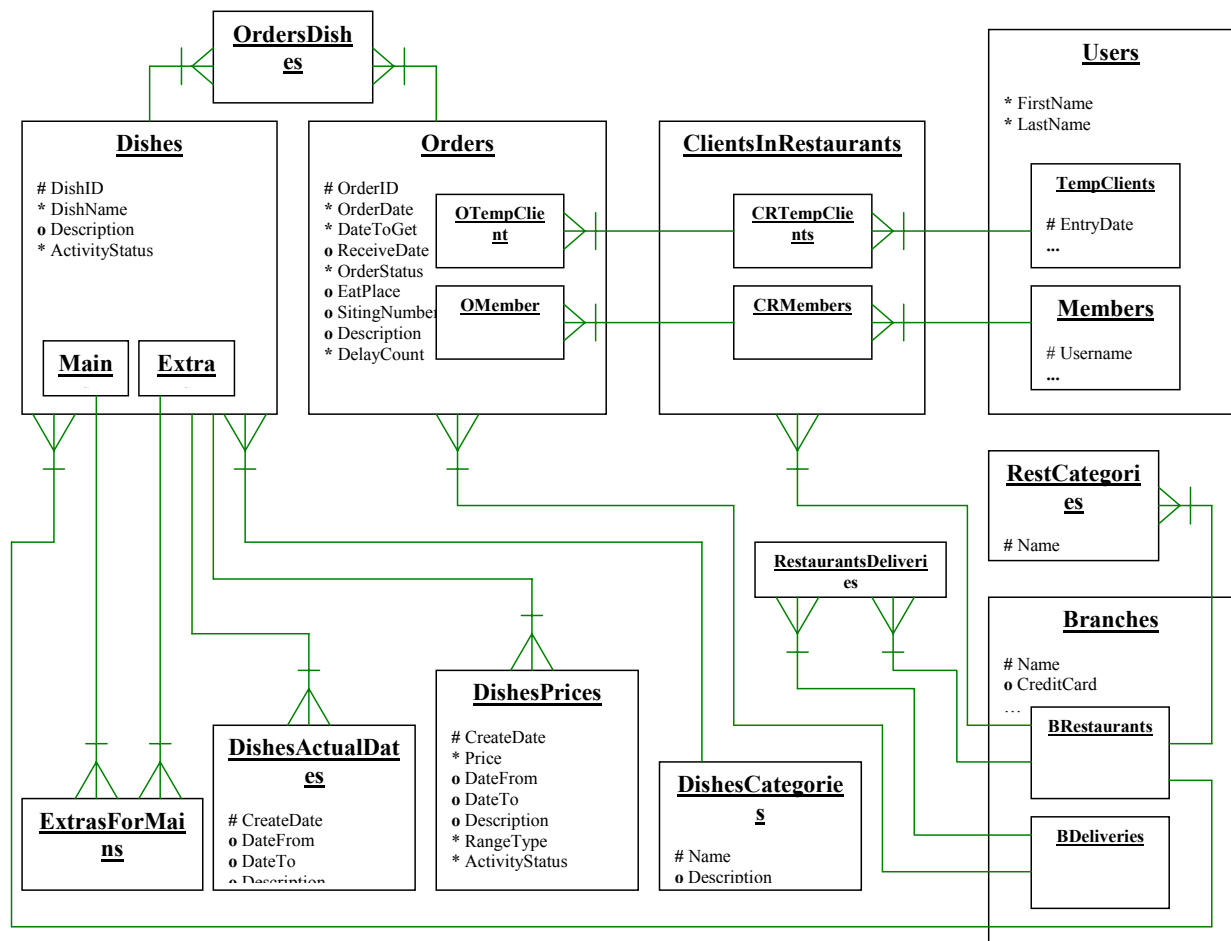 OrdersDish
es
Dishes
# DishID
* DishName
o Description
* ActivityStatus
Main
Extra
Orders
# OrderID
* OrderDate
* DateToGet
o ReceiveDate
* OrderStatus
o EatPlace
o SitingNumber
o Description
* DelayCount
OTempClie
nt
OMember
ClientsInRestaurants
CRTempClie
nts
CRMembers
Users
* FirstName
* LastName
TempClients
# EntryDate
...
Members
# Username
...
RestCategori
es
# Name
RestaurantsDeliveri
es
Branches
# Name
o CreditCard
...
BRestaurants
BDeliveries
ExtrasForMai
ns
DishesActualDat
es
# CreateDate
o DateFrom
o DateTo
o Description
DishesPrices
# CreateDate
* Price
o DateFrom
o DateTo
o Description
* RangeType
* ActivityStatus
DishesCategorie
s
# Name
o Description